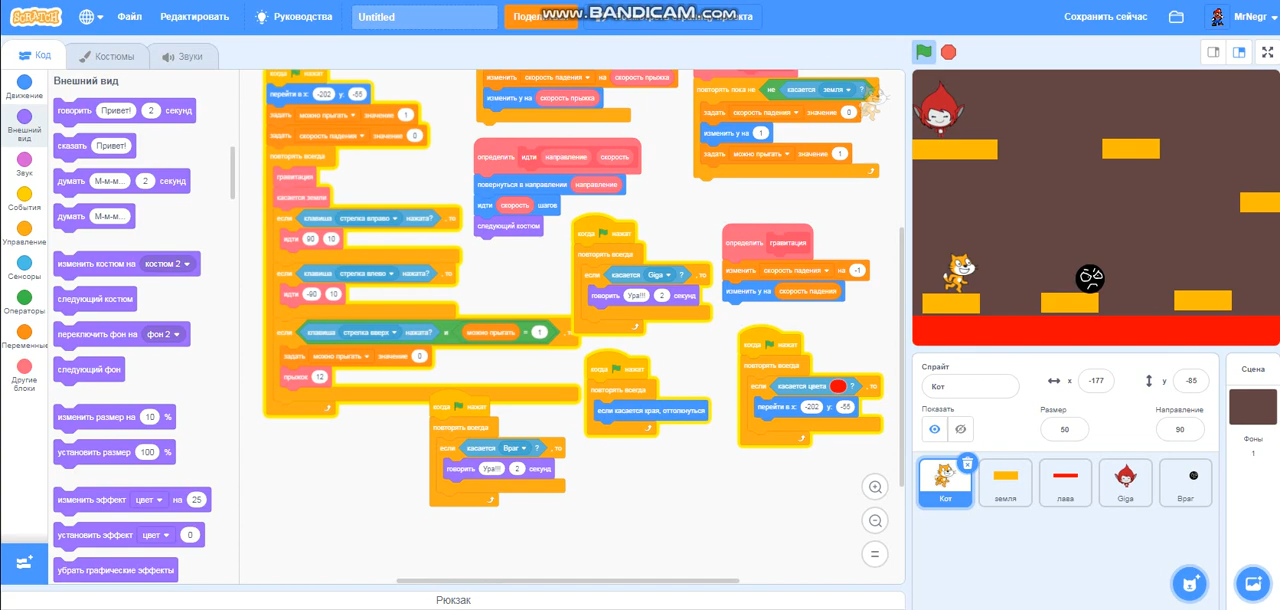 SCRATCH
Файл
Редактировать
Руководства
Untitled
www.BANDICAM.com
Сохранить сейчас
MrNegr
Код
Костюмы
Звуки
Движение
Внешний вид
Звук
События
Управление
Сенсоры
Операторы
Переменные
Другие блоки
Внешний вид
говорить Привет! 2 секунд
сказать Привет!
думать М-м-м... 2 секунд
думать М-м-м...
изменить костюм на костюм 2
следующий костюм
переключить фон на фон 2
следующий фон
изменить размер на 10 %
установить размер 100 %
изменить эффект цвет на 25
установить эффект цвет 0
убрать графические эффекты
когда нажат
перейти в x: -202 y: -55
задать можно прыгать значение 1
задать скорость падения значение 0
повторять всегда
гравитация
касается земля
если клавиша стрелка вправо нажата? , то
идти 90 10
если клавиша стрелка влево нажата? , то
идти -90 10
если клавиша стрелка вверх нажата? и можно прыгать = 1 , то
задать можно прыгать значение 0
прыжок 12
изменить скорость падения на скорость прыжка
изменить y на скорость прыжка
определить идти направление скорость
повернуться в направлении направление
идти скорость шагов
следующий костюм
когда нажат
повторять всегда
если касается Giga ? , то
говорить Ура!!! 2 секунд
когда нажат
повторять всегда
если касается края, оттолкнуться
когда нажат
повторять всегда
если касается Враг ? , то
говорить Ура!!! 2 секунд
повторять пока не не касается земля ?
задать скорость падения значение 0
изменить y на 1
задать можно прыгать значение 1
определить гравитация
изменить скорость падения на -1
изменить y на скорость падения
когда нажат
повторять всегда
если касается цвета ? , то
перейти в x: -202 y: -55
Рюкзак
Спрайт
Кот
x -177
y -85
Показать
Размер
50
Направление
90
Кот
земля
лава
Giga
Враг
Сцена
Фоны
1